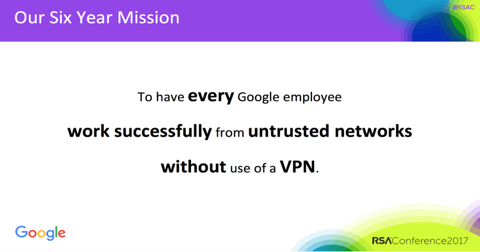 Our Six Year Mission
#RSAC
To have every Google employee
work successfully from untrusted networks
without use of a VPN.
Google
RSAConference2017